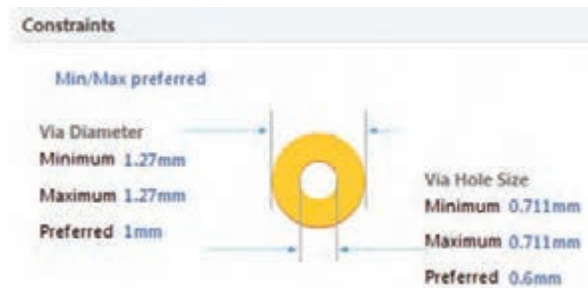 Constraints
Min/Max preferred
Via Diameter
Minimum 1.27mm
Maximum 1.27mm
Preferred 1mm
Via Hole Size
Minimum 0.711mm
Maximum 0.711mm
Preferred 0.6mm